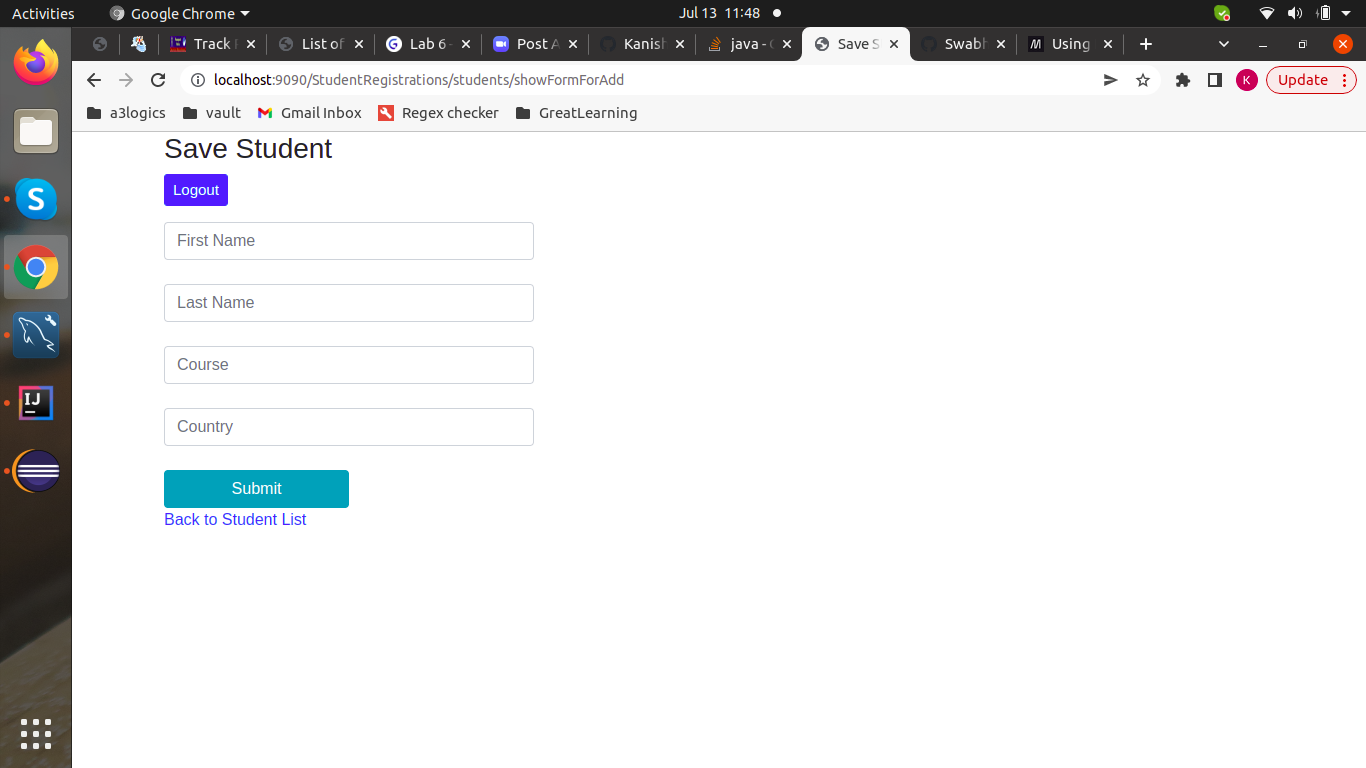 Activities Google Chrome Jul 13 11:48
Track List of Lab 6 - Post A Kanish java - Save S Swabh Using
localhost:9090/StudentRegistrations/students/showFormForAdd K Update
a3logics vault Gmail Inbox Regex checker GreatLearning
Save Student
Logout
First Name
Last Name
Course
Country
Submit
Back to Student List
S
IJ